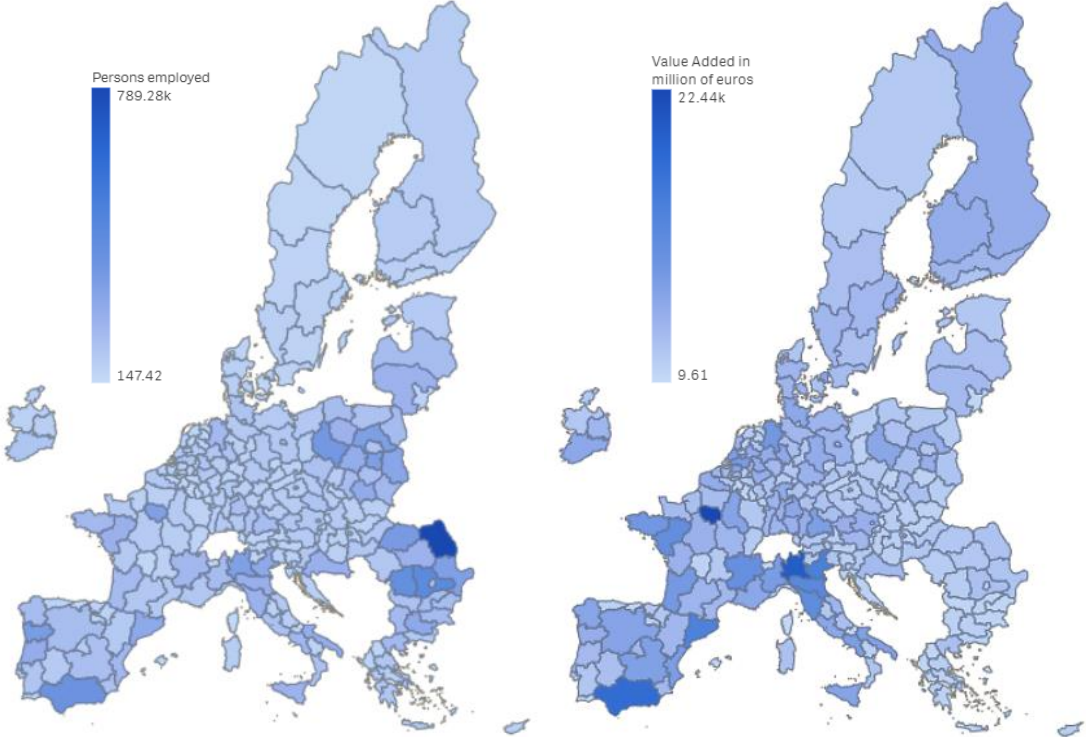 Persons employed
789.28k
147.42
Value Added in
million of euros
22.44k
9.61